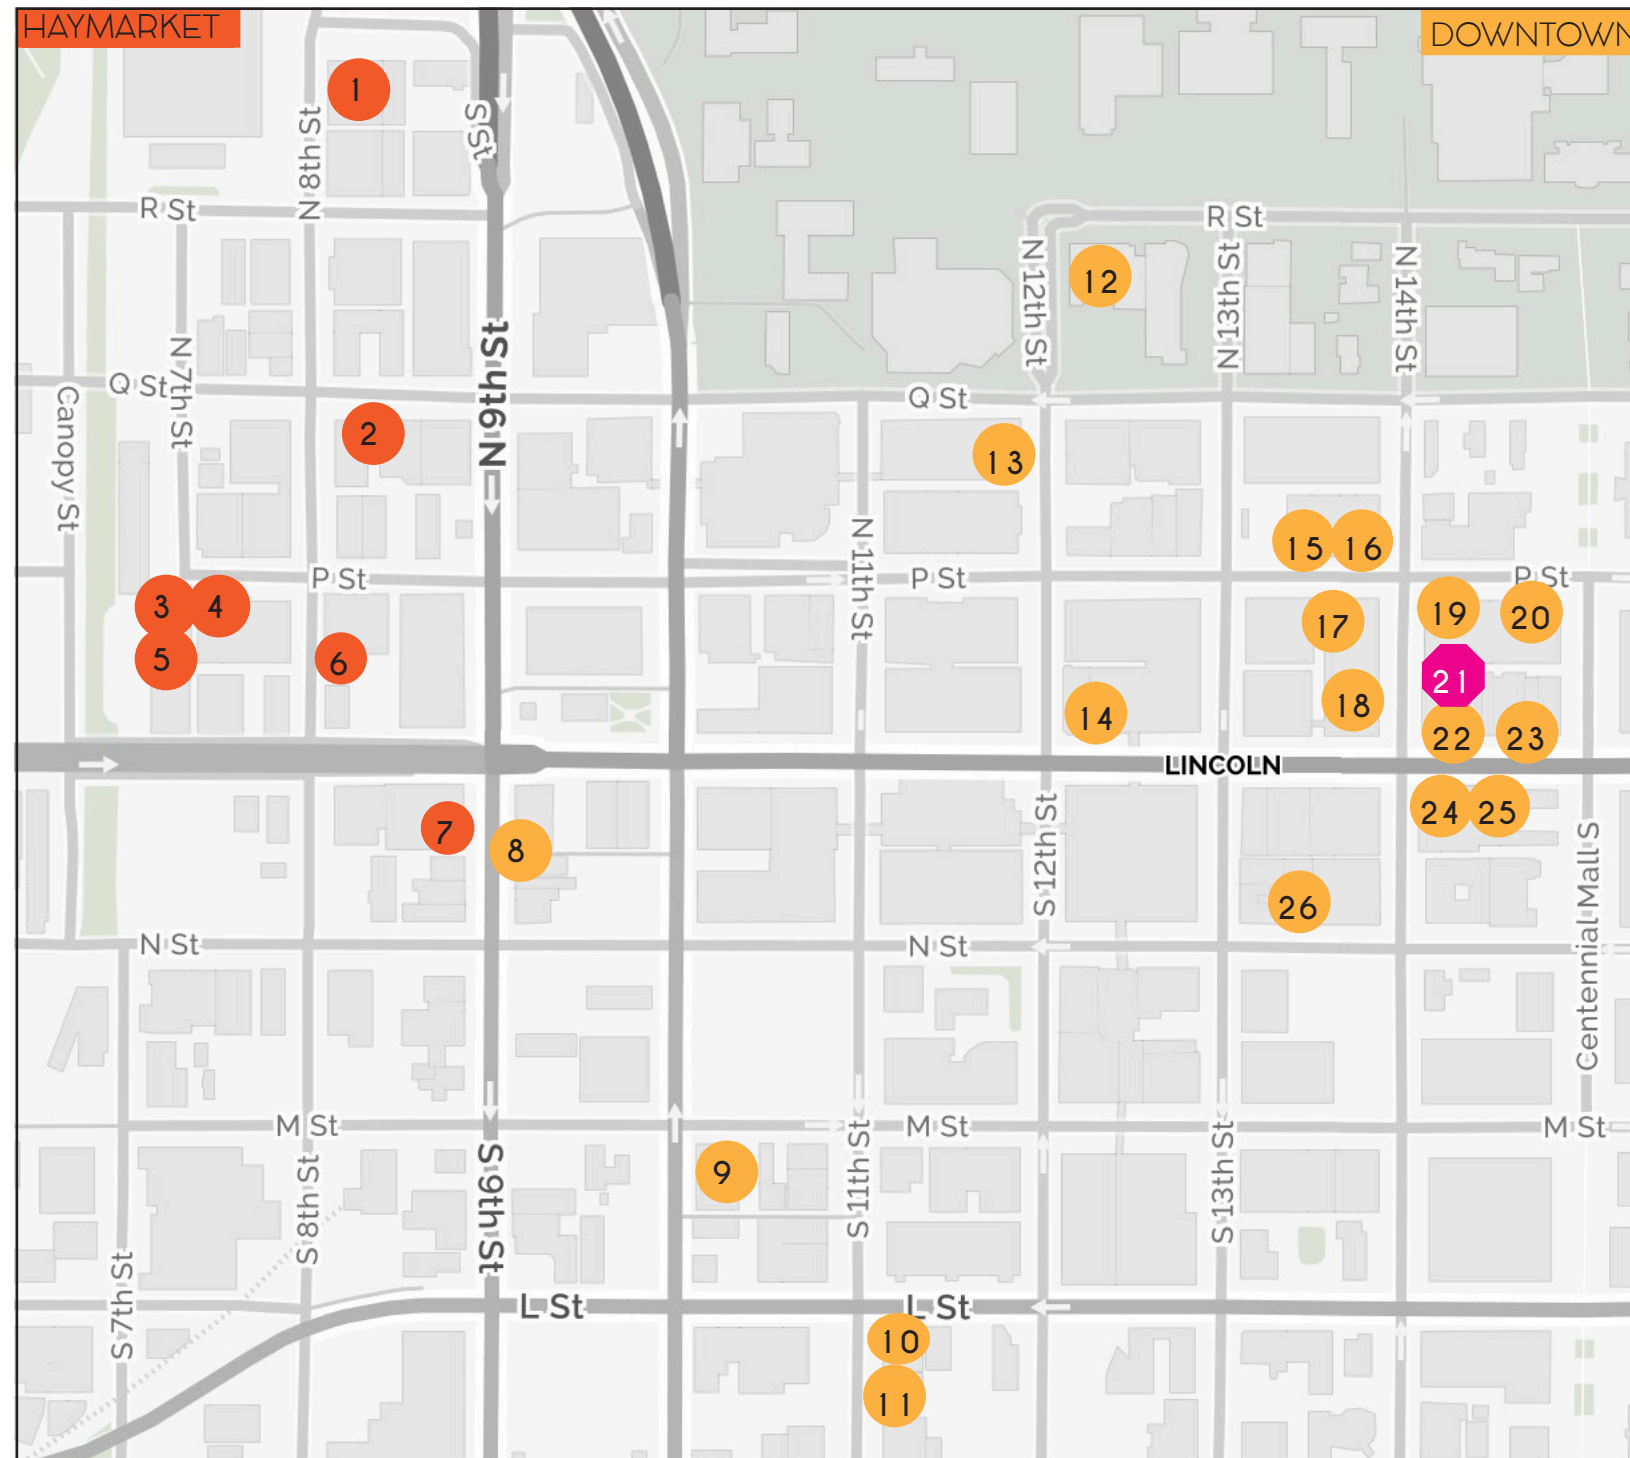 HAYMARKET
DOWNTOWN
1
N 8th St
S St
R St
R St
N 12th St
12
N 13th St
N 14th St
N 9th St
N 7th St
Q St
Q St
Canopy St
2
13
N 11th St
15
16
P St
P St
P St
3
4
5
6
17
19
20
21
18
14
22
23
LINCOLN
7
8
24
25
S 12th St
26
Centennial Mall S
N St
N St
M St
M St
M St
S 8th St
S 9th St
9
S 11th St
S 13th St
S 7th St
L St
L St
10
11